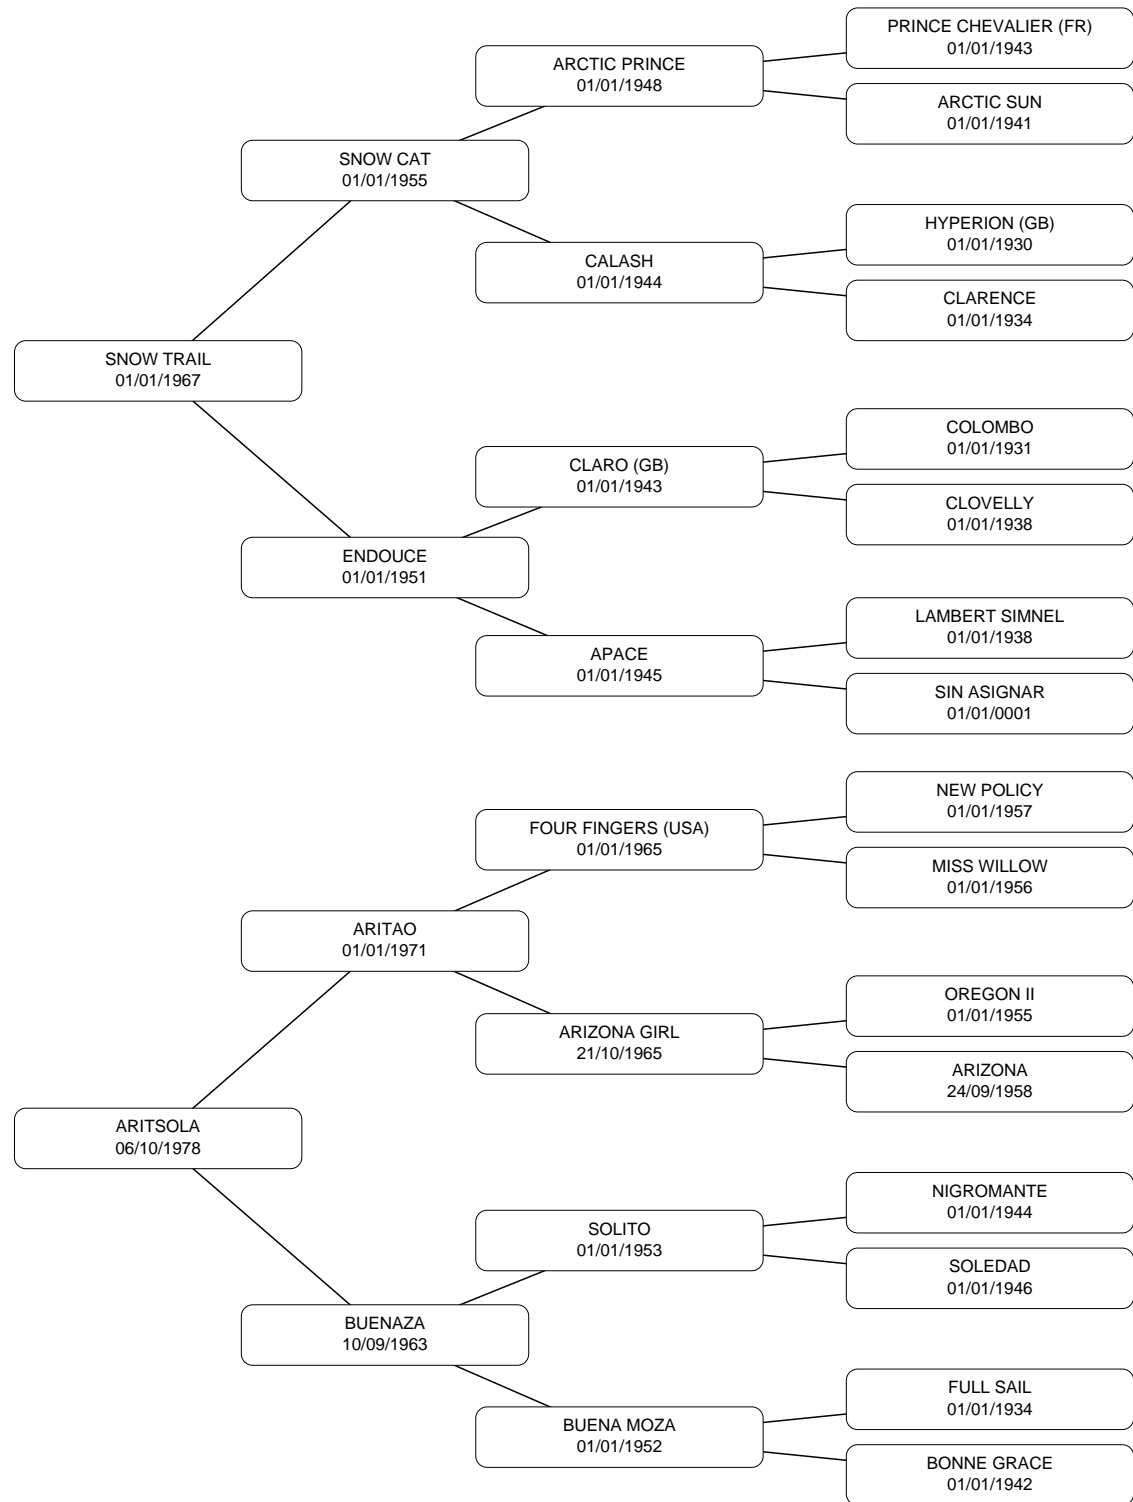 PRINCE CHEVALIER (FR)
01/01/1943
ARCTIC PRINCE
01/01/1948
ARCTIC SUN
01/01/1941
SNOW CAT
01/01/1955
HYPERION (GB)
01/01/1930
CALASH
01/01/1944
CLARENCE
01/01/1934
SNOW TRAIL
01/01/1967
COLOMBO
01/01/1931
CLARO (GB)
01/01/1943
CLOVELLY
01/01/1938
ENDOUCE
01/01/1951
LAMBERT SIMNEL
01/01/1938
APACE
01/01/1945
SIN ASIGNAR
01/01/0001
NEW POLICY
01/01/1957
FOUR FINGERS (USA)
01/01/1965
MISS WILLOW
01/01/1956
ARITAO
01/01/1971
OREGON II
01/01/1955
ARIZONA GIRL
21/10/1965
ARIZONA
24/09/1958
ARITSOLA
06/10/1978
NIGROMANTE
01/01/1944
SOLITO
01/01/1953
SOLEDAD
01/01/1946
BUENAZA
10/09/1963
FULL SAIL
01/01/1934
BUENA MOZA
01/01/1952
BONNE GRACE
01/01/1942